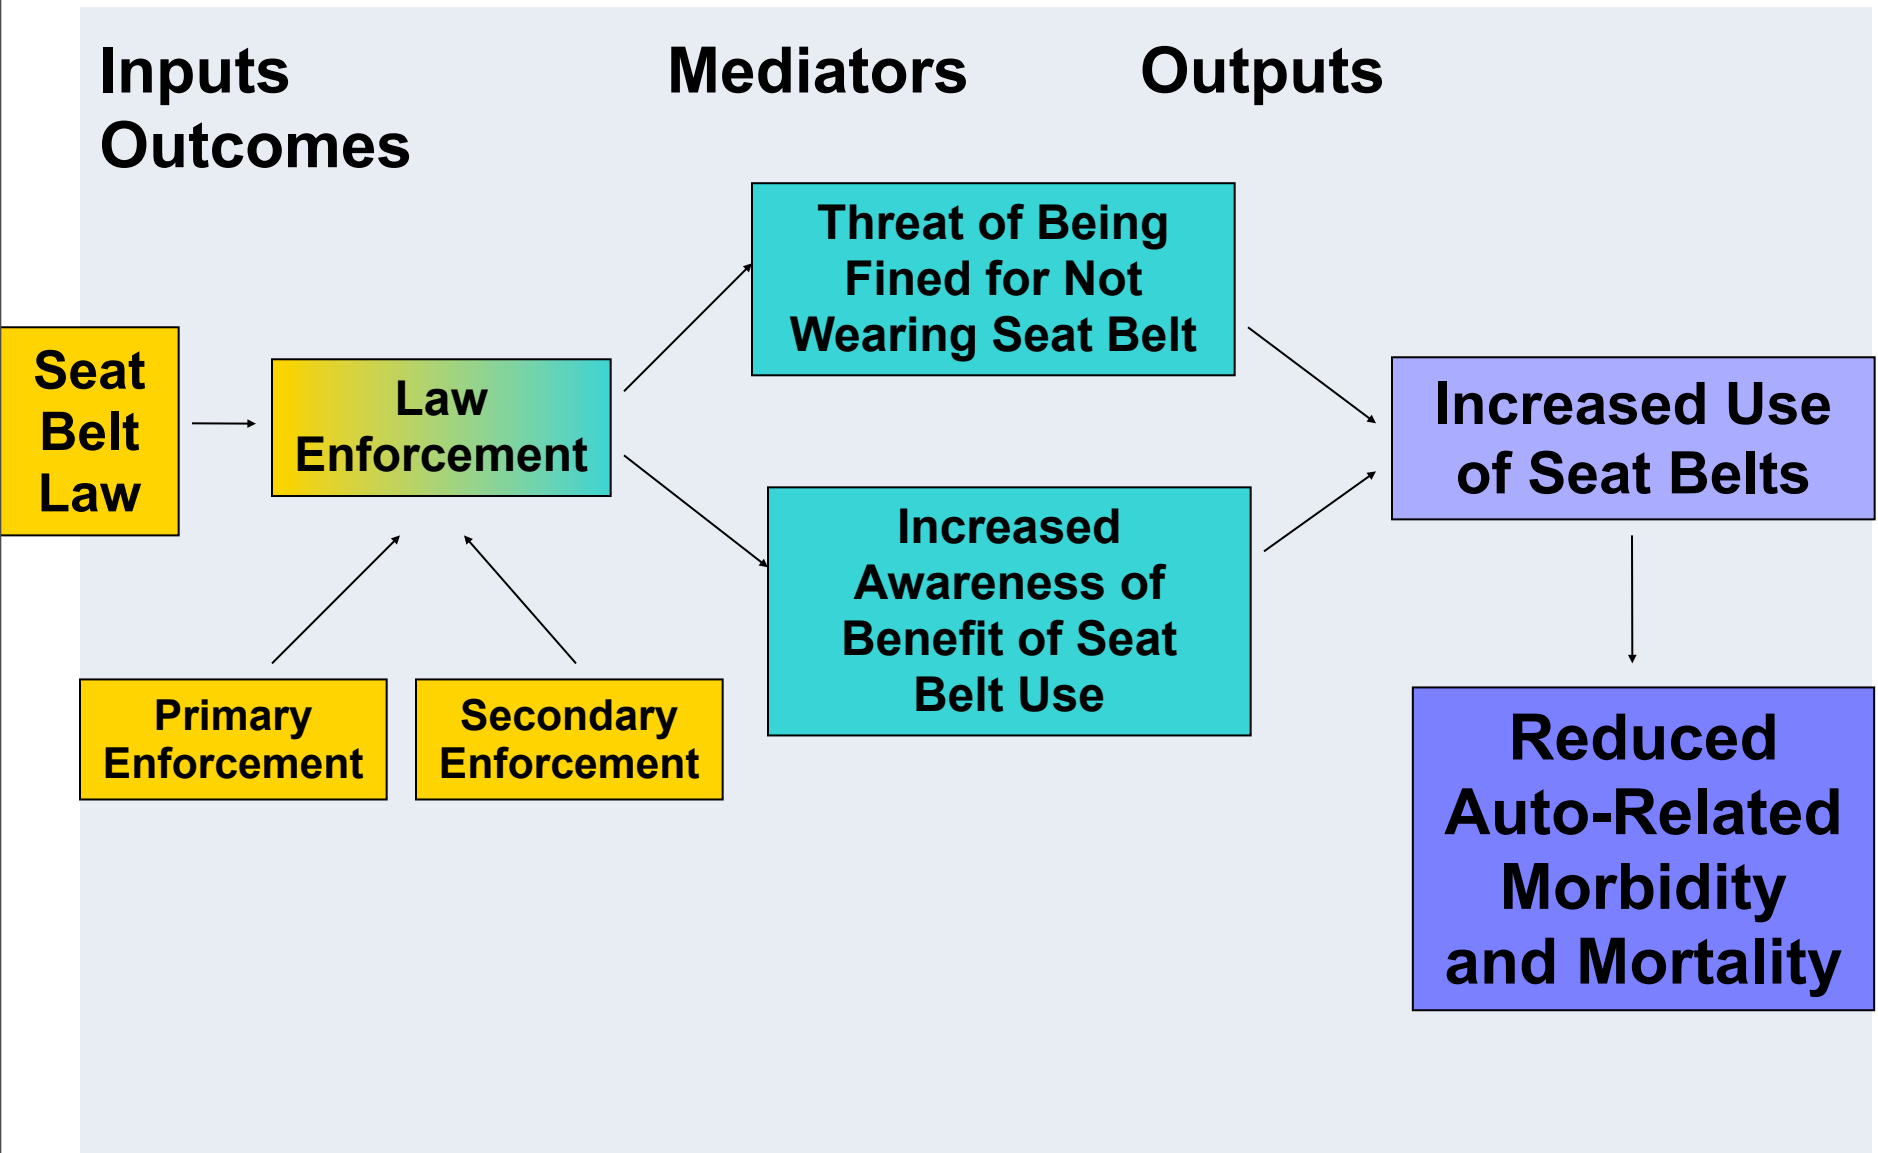 Inputs Mediators Outputs
Outcomes
Threat of Being
Fined for Not
Wearing Seat Belt
Seat
Belt
Law
Law
Enforcement
Increased Use
of Seat Belts
Increased
Awareness of
Benefit of Seat
Belt Use
Primary
Enforcement
Secondary
Enforcement
Reduced
Auto-Related
Morbidity
and Mortality